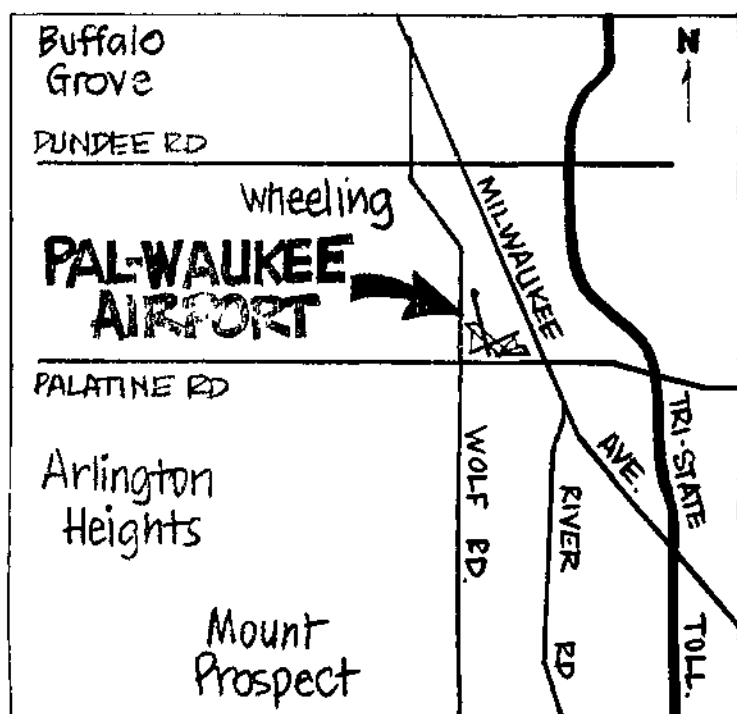 Buffalo
Grove
N
DUNDEE RD
Wheeling
MILWAUKEE
PAL-WAUKEE
AIRPORT
PALATINE RD
TRI-STATE
AVE.
WOLF RD.
Arlington
Heights
RIVER RD
TOLL.
Mount
Prospect